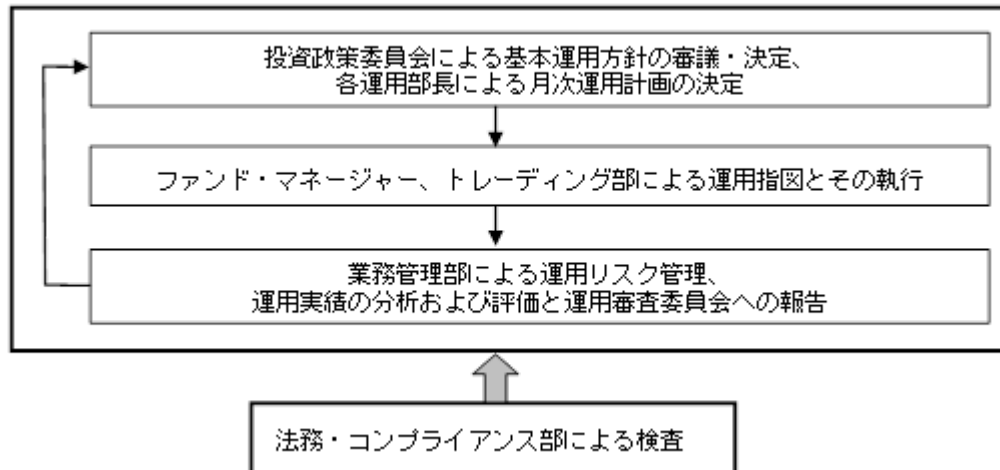 投資政策委員会による基本運用方針の審議・決定、
各運用部長による月次運用計画の決定
ファンド・マネージャー、トレーディング部による運用指図とその執行
業務管理部による運用リスク管理、
運用実績の分析および評価と運用審査委員会への報告
法務・コンプライアンス部による検査